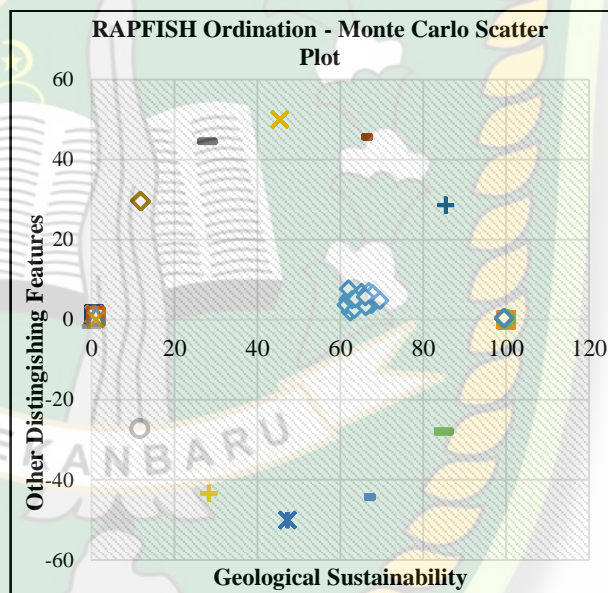 RAPFISH Ordination - Monte Carlo Scatter
Plot
60
40
20
0
-20
-40
-60
0 20 40 60 80 100 120
Other Distinguishing Features
Geological Sustainability
SKANBARU